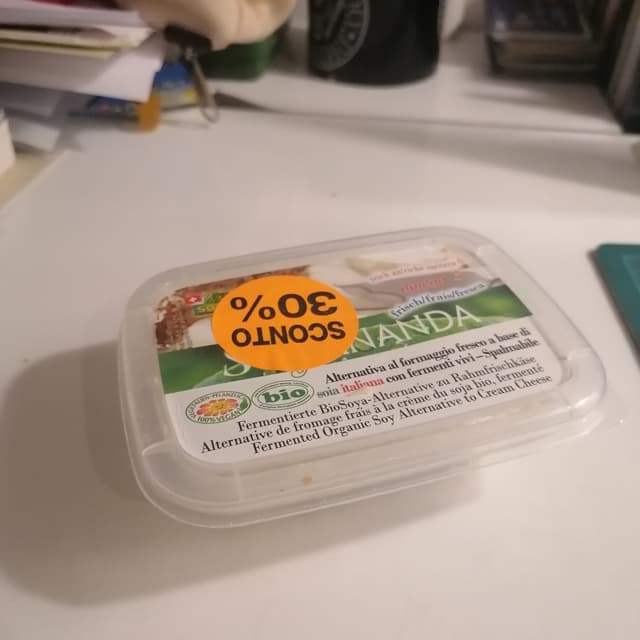 SCONTO
30%
frisch/frais/fresca
Alternativa al formaggio fresco a base di
soia italiana con fermenti vivi – Spalmabile
100% VEGAN
bio
Fermentierte BioSoya-Alternative zu Rahmfrischkäse
Alternative de fromage frais à la crème du soja bio, fermenté
Fermented Organic Soy Alternative to Cream Cheese